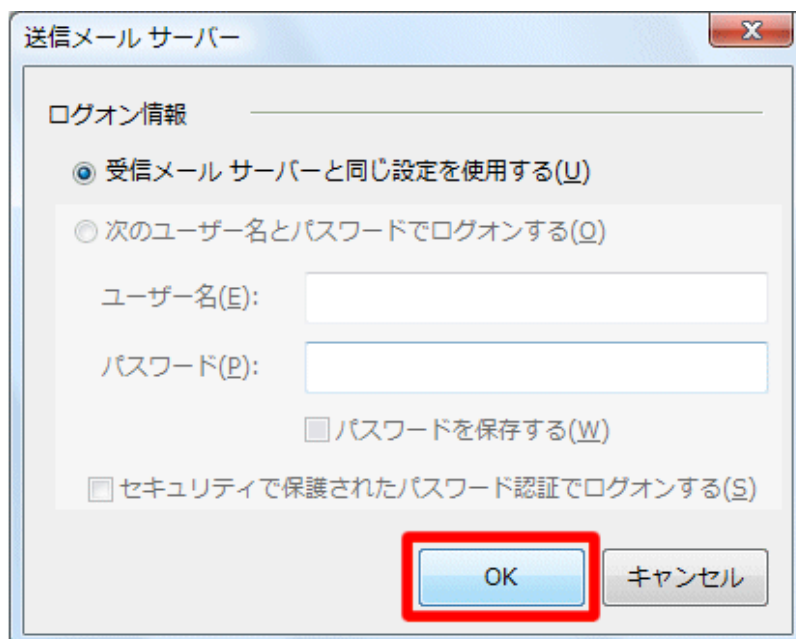 送信メール サーバー
ログオン情報
受信メール サーバーと同じ設定を使用する(U)
次のユーザー名とパスワードでログオンする(O)
ユーザー名(E):
パスワード(P):
パスワードを保存する(W)
セキュリティで保護されたパスワード認証でログオンする(S)
OK キャンセル